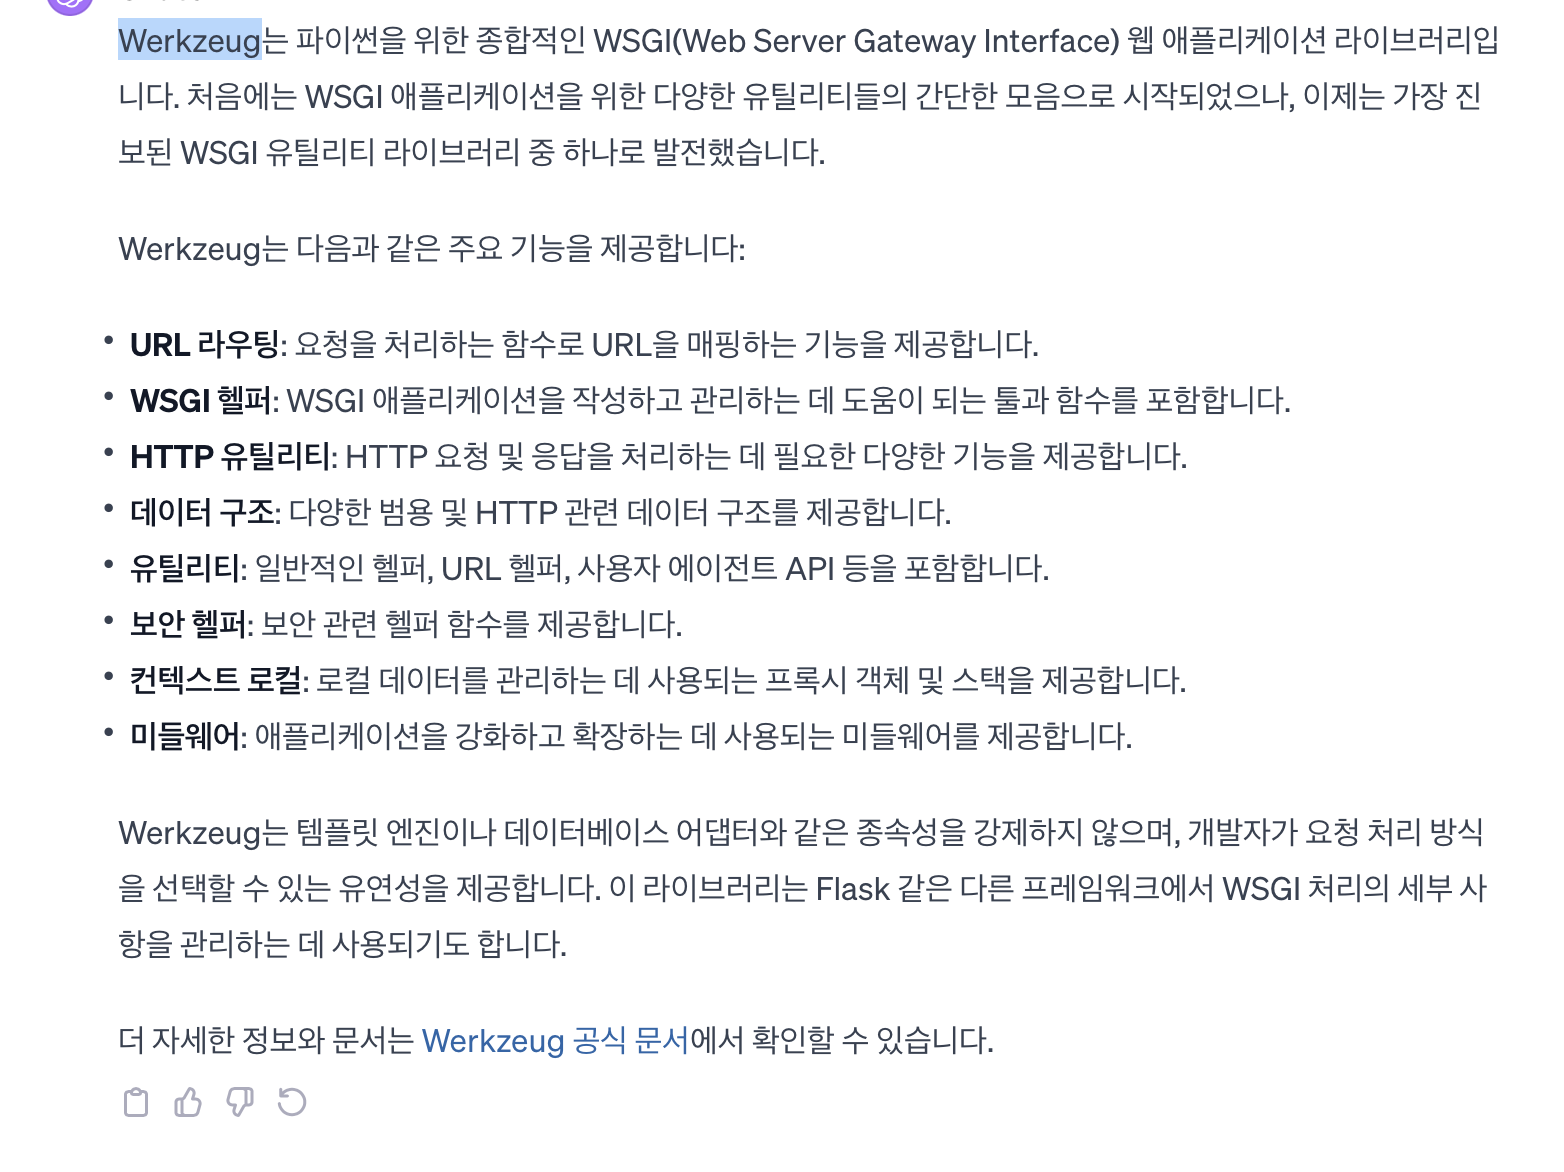 Werkzeug는 파이썬을 위한 종합적인 WSGI(Web Server Gateway Interface) 웹 애플리케이션 라이브러리입
니다. 처음에는 WSGI 애플리케이션을 위한 다양한 유틸리티들의 간단한 모음으로 시작되었으나, 이제는 가장 진
보된 WSGI 유틸리티 라이브러리 중 하나로 발전했습니다.
Werkzeug는 다음과 같은 주요 기능을 제공합니다:
• URL 라우팅: 요청을 처리하는 함수로 URL을 매핑하는 기능을 제공합니다.
• WSGI 헬퍼: WSGI 애플리케이션을 작성하고 관리하는 데 도움이 되는 툴과 함수를 포함합니다.
• HTTP 유틸리티: HTTP 요청 및 응답을 처리하는 데 필요한 다양한 기능을 제공합니다.
• 데이터 구조: 다양한 범용 및 HTTP 관련 데이터 구조를 제공합니다.
• 유틸리티: 일반적인 헬퍼, URL 헬퍼, 사용자 에이전트 API 등을 포함합니다.
• 보안 헬퍼: 보안 관련 헬퍼 함수를 제공합니다.
• 컨텍스트 로컬: 로컬 데이터를 관리하는 데 사용되는 프록시 객체 및 스택을 제공합니다.
• 미들웨어: 애플리케이션을 강화하고 확장하는 데 사용되는 미들웨어를 제공합니다.
Werkzeug는 템플릿 엔진이나 데이터베이스 어댑터와 같은 종속성을 강제하지 않으며, 개발자가 요청 처리 방식
을 선택할 수 있는 유연성을 제공합니다. 이 라이브러리는 Flask 같은 다른 프레임워크에서 WSGI 처리의 세부 사
항을 관리하는 데 사용되기도 합니다.
더 자세한 정보와 문서는 Werkzeug 공식 문서에서 확인할 수 있습니다.